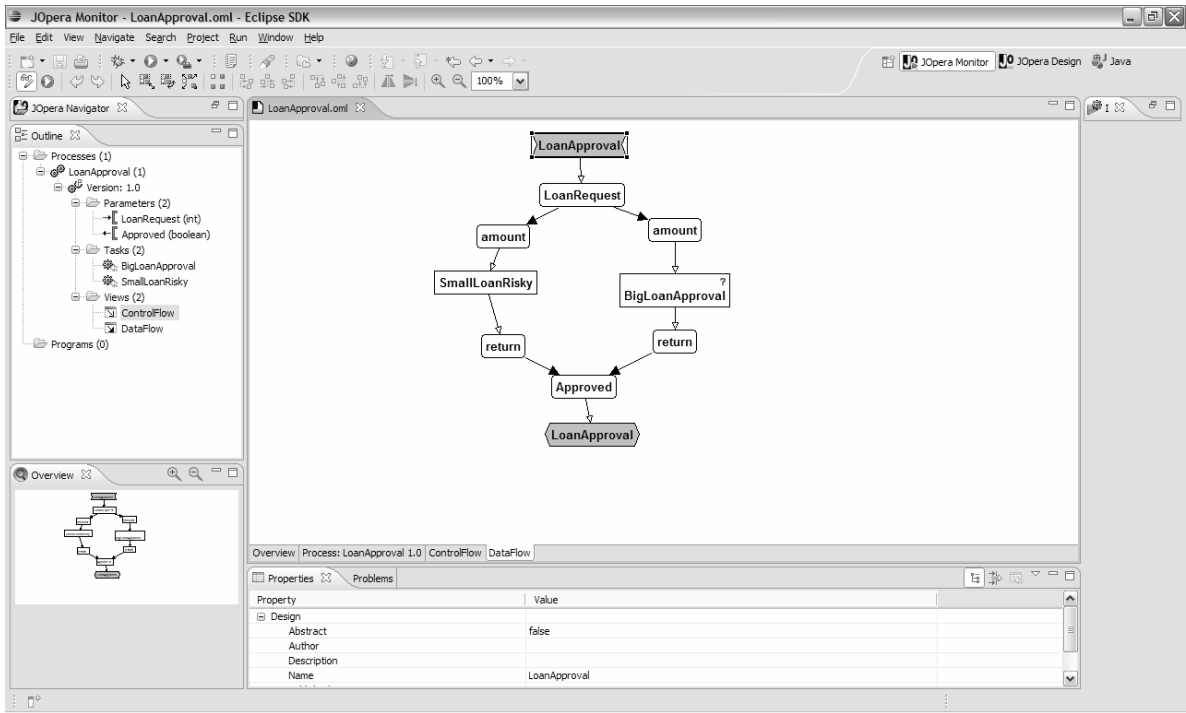 JOpera Monitor - LoanApproval.oml - Eclipse SDK
File Edit View Navigate Search Project Run Window Help
JOpera Monitor JOpera Design Java
100%
JOpera Navigator
LoanApproval.oml
I
Outline
Processes (1)
LoanApproval (1)
Version: 1.0
Parameters (2)
LoanRequest (int)
Approved (boolean)
Tasks (2)
BigLoanApproval
SmallLoanRisky
Views (2)
ControlFlow
DataFlow
Programs (0)
LoanApproval
LoanRequest
amount
amount
SmallLoanRisky
?
BigLoanApproval
return
return
Approved
LoanApproval
Overview
Overview Process: LoanApproval 1.0 ControlFlow DataFlow
Properties Problems
Property Value
Design
Abstract false
Author
Description
Name LoanApproval